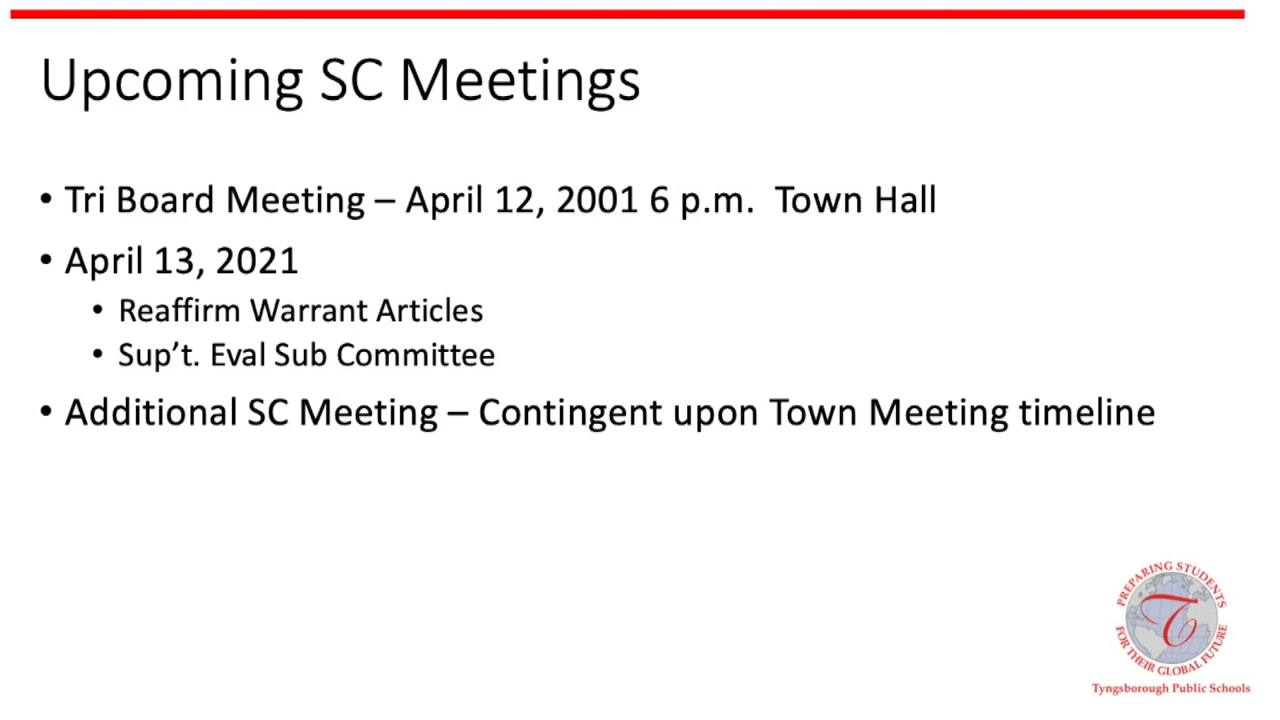 Upcoming SC Meetings
• Tri Board Meeting – April 12, 2001 6 p.m.  Town Hall
• April 13, 2021
• Reaffirm Warrant Articles
• Sup’t. Eval Sub Committee
• Additional SC Meeting – Contingent upon Town Meeting timeline
PREPARING STUDENTS
T
FOR THEIR GLOBAL FUTURE
Tyngsborough Public Schools